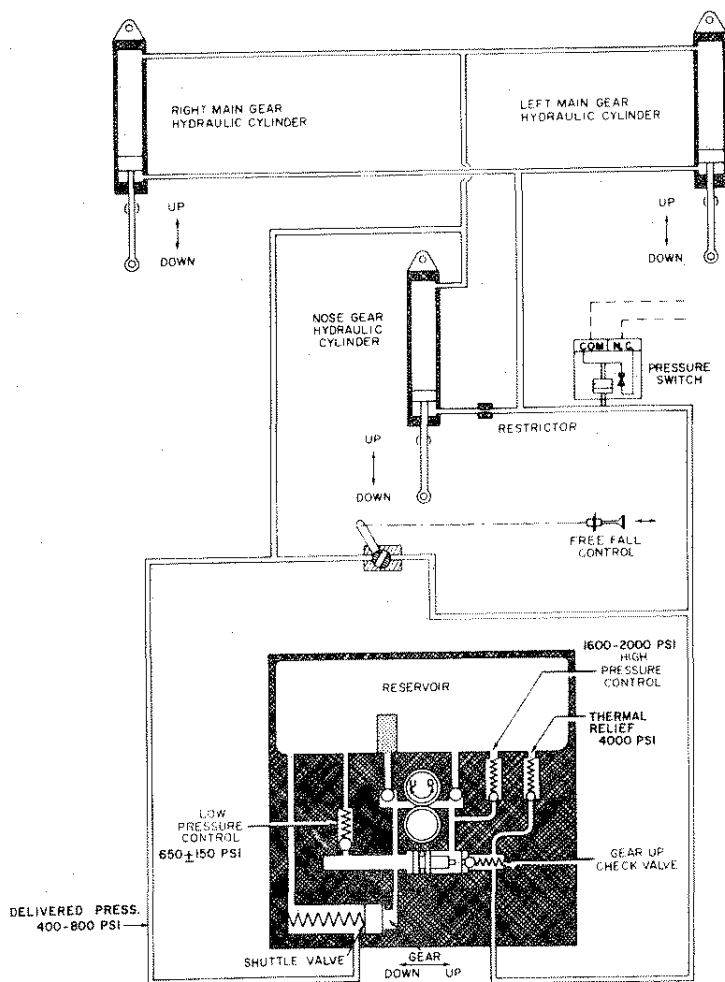 RIGHT MAIN GEAR
HYDRAULIC CYLINDER
LEFT MAIN GEAR
HYDRAULIC CYLINDER
UP
DOWN
UP
DOWN
NOSE GEAR
HYDRAULIC
CYLINDER
COM N.C.
PRESSURE
SWITCH
RESTRICTOR
UP
DOWN
FREE FALL
CONTROL
1600-2000 PSI
HIGH
PRESSURE
CONTROL
RESERVOIR
THERMAL
RELIEF
4000 PSI
LOW
PRESSURE
CONTROL
650±150 PSI
GEAR UP
CHECK VALVE
DELIVERED PRESS.
400-800 PSI
SHUTTLE VALVE
GEAR
DOWN UP